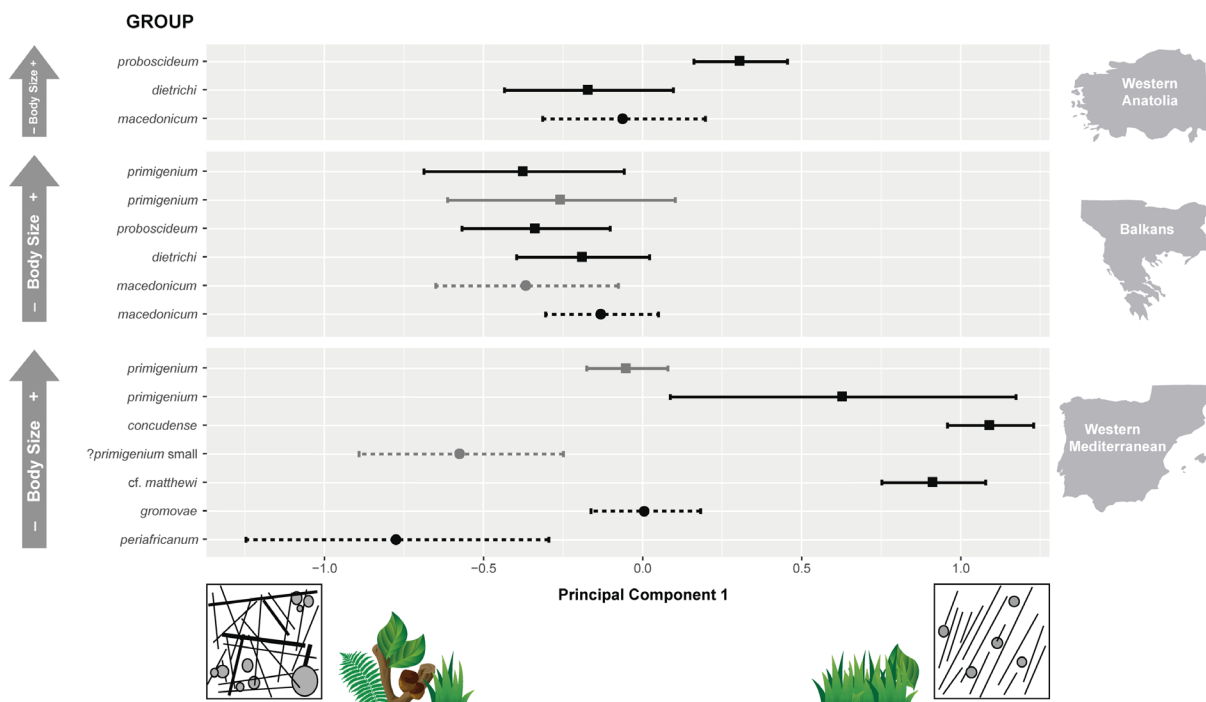 GROUP
− Body Size +
proboscideum
dietrichi
macedonicum
Western
Anatolia
− Body Size +
primigenium
primigenium
proboscideum
dietrichi
macedonicum
macedonicum
Balkans
− Body Size +
primigenium
primigenium
concudense
?primigenium small
cf. matthewi
gromovae
periafricanum
Western
Mediterranean
−1.0 −0.5 0.0 0.5 1.0
Principal Component 1